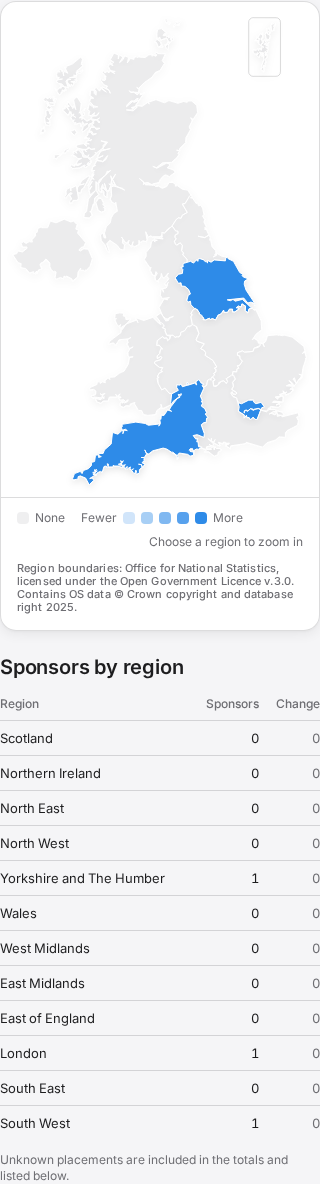 None Fewer More
Choose a region to zoom in
Region boundaries: Office for National Statistics,
licensed under the Open Government Licence v.3.0.
Contains OS data © Crown copyright and database
right 2025.
Sponsors by region
Region Sponsors Change
Scotland 0 0
Northern Ireland 0 0
North East 0 0
North West 0 0
Yorkshire and The Humber 1 0
Wales 0 0
West Midlands 0 0
East Midlands 0 0
East of England 0 0
London 1 0
South East 0 0
South West 1 0
Unknown placements are included in the totals and
listed below.